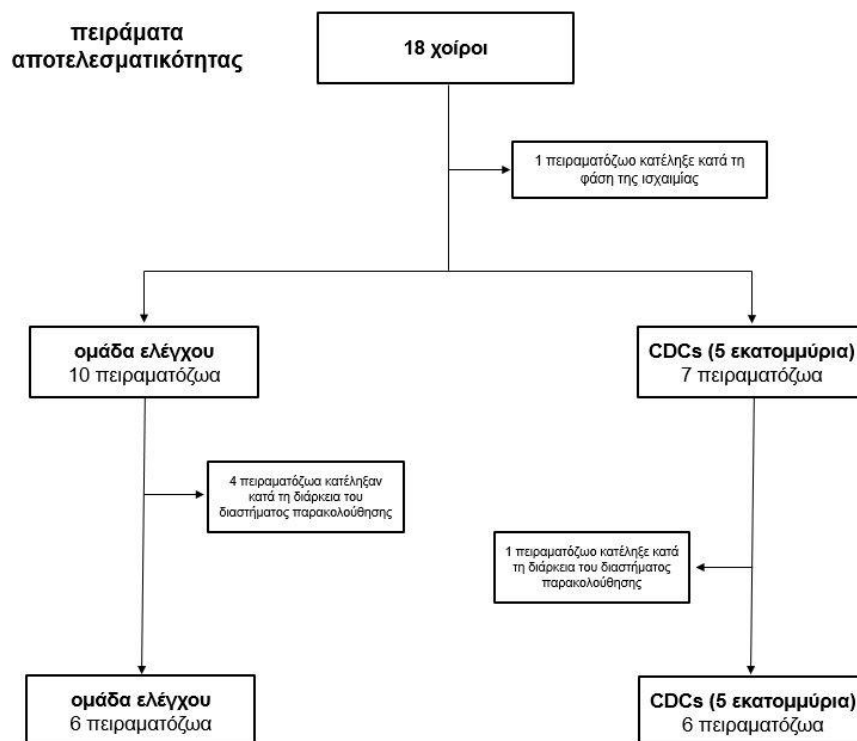 πειράματα
αποτελεσματικότητας
18 χοίροι
1 πειραματόζωο κατέληξε κατά τη
φάση της ισχαιμίας
ομάδα ελέγχου
10 πειραματόζωα
CDCs (5 εκατομμύρια)
7 πειραματόζωα
4 πειραματόζωα κατέληξαν
κατά τη διάρκεια του
διαστήματος παρακολούθησης
1 πειραματόζωο κατέληξε κατά
τη διάρκεια του διαστήματος
παρακολούθησης
ομάδα ελέγχου
6 πειραματόζωα
CDCs (5 εκατομμύρια)
6 πειραματόζωα